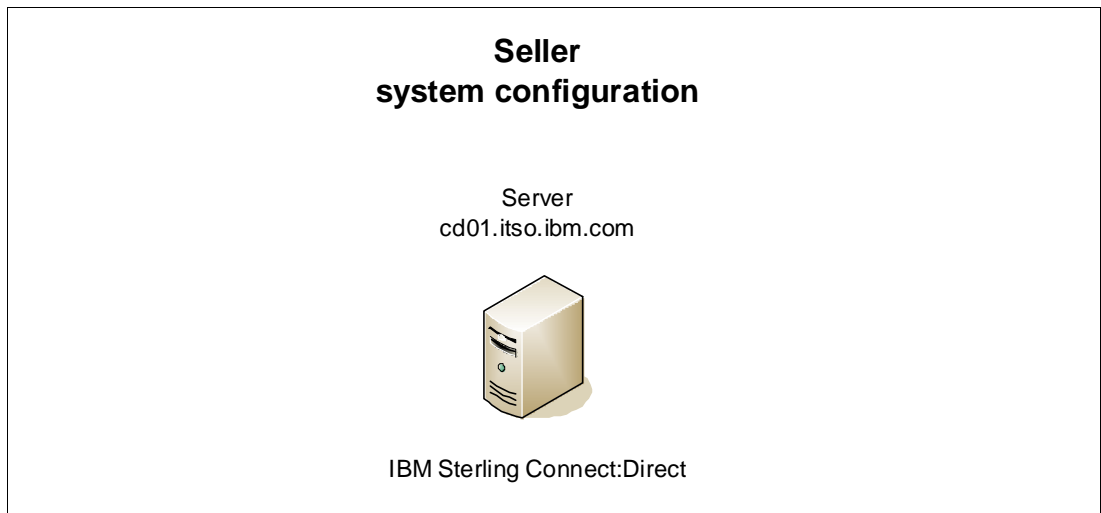 Seller
system configuration
Server
cd01.itso.ibm.com
IBM Sterling Connect:Direct